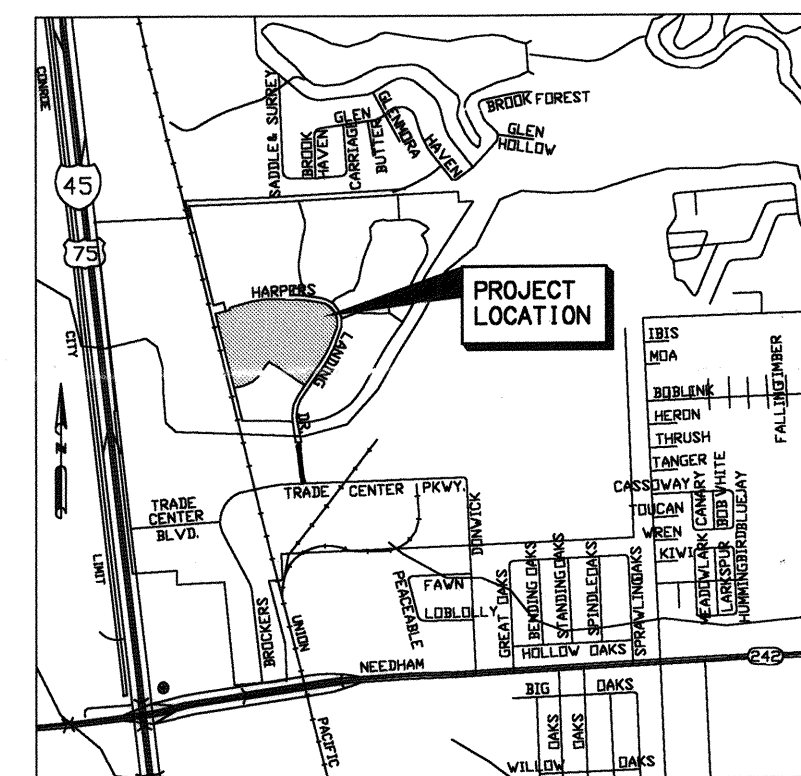 CONROE
45
75
SADDLE & SURREY
BROOK
HAVEN
GLEN
CARRIAGE
BUTTER
GLENMORA
HAVEN
BROOK FOREST
GLEN
HOLLOW
HARPERS
LANDING
DR.
PROJECT
LOCATION
CITY
LIMIT
IBIS
MOA
BOBLINK
HERON
THRUSH
TANGER
CASSOWAY
TOUCAN
WREN
KIWI
CANARY
BOB WHITE
MEADOWLARK
LARKSPUR
HUMMINGBIRD
BLUEJAY
FALLING TIMBER
TRADE CENTER PKWY.
TRADE
CENTER
BLVD.
DONWICK
BROCKERS
UNION
PACIFIC
PEACEABLE
FAWN
LOBLOLLY
GREAT OAKS
BENDING OAKS
STANDING OAKS
SPINDLE OAKS
SPRAWLING OAKS
HOLLOW OAKS
NEEDHAM
242
BIG OAKS
OAKS
OAKS
WILLOW OAKS